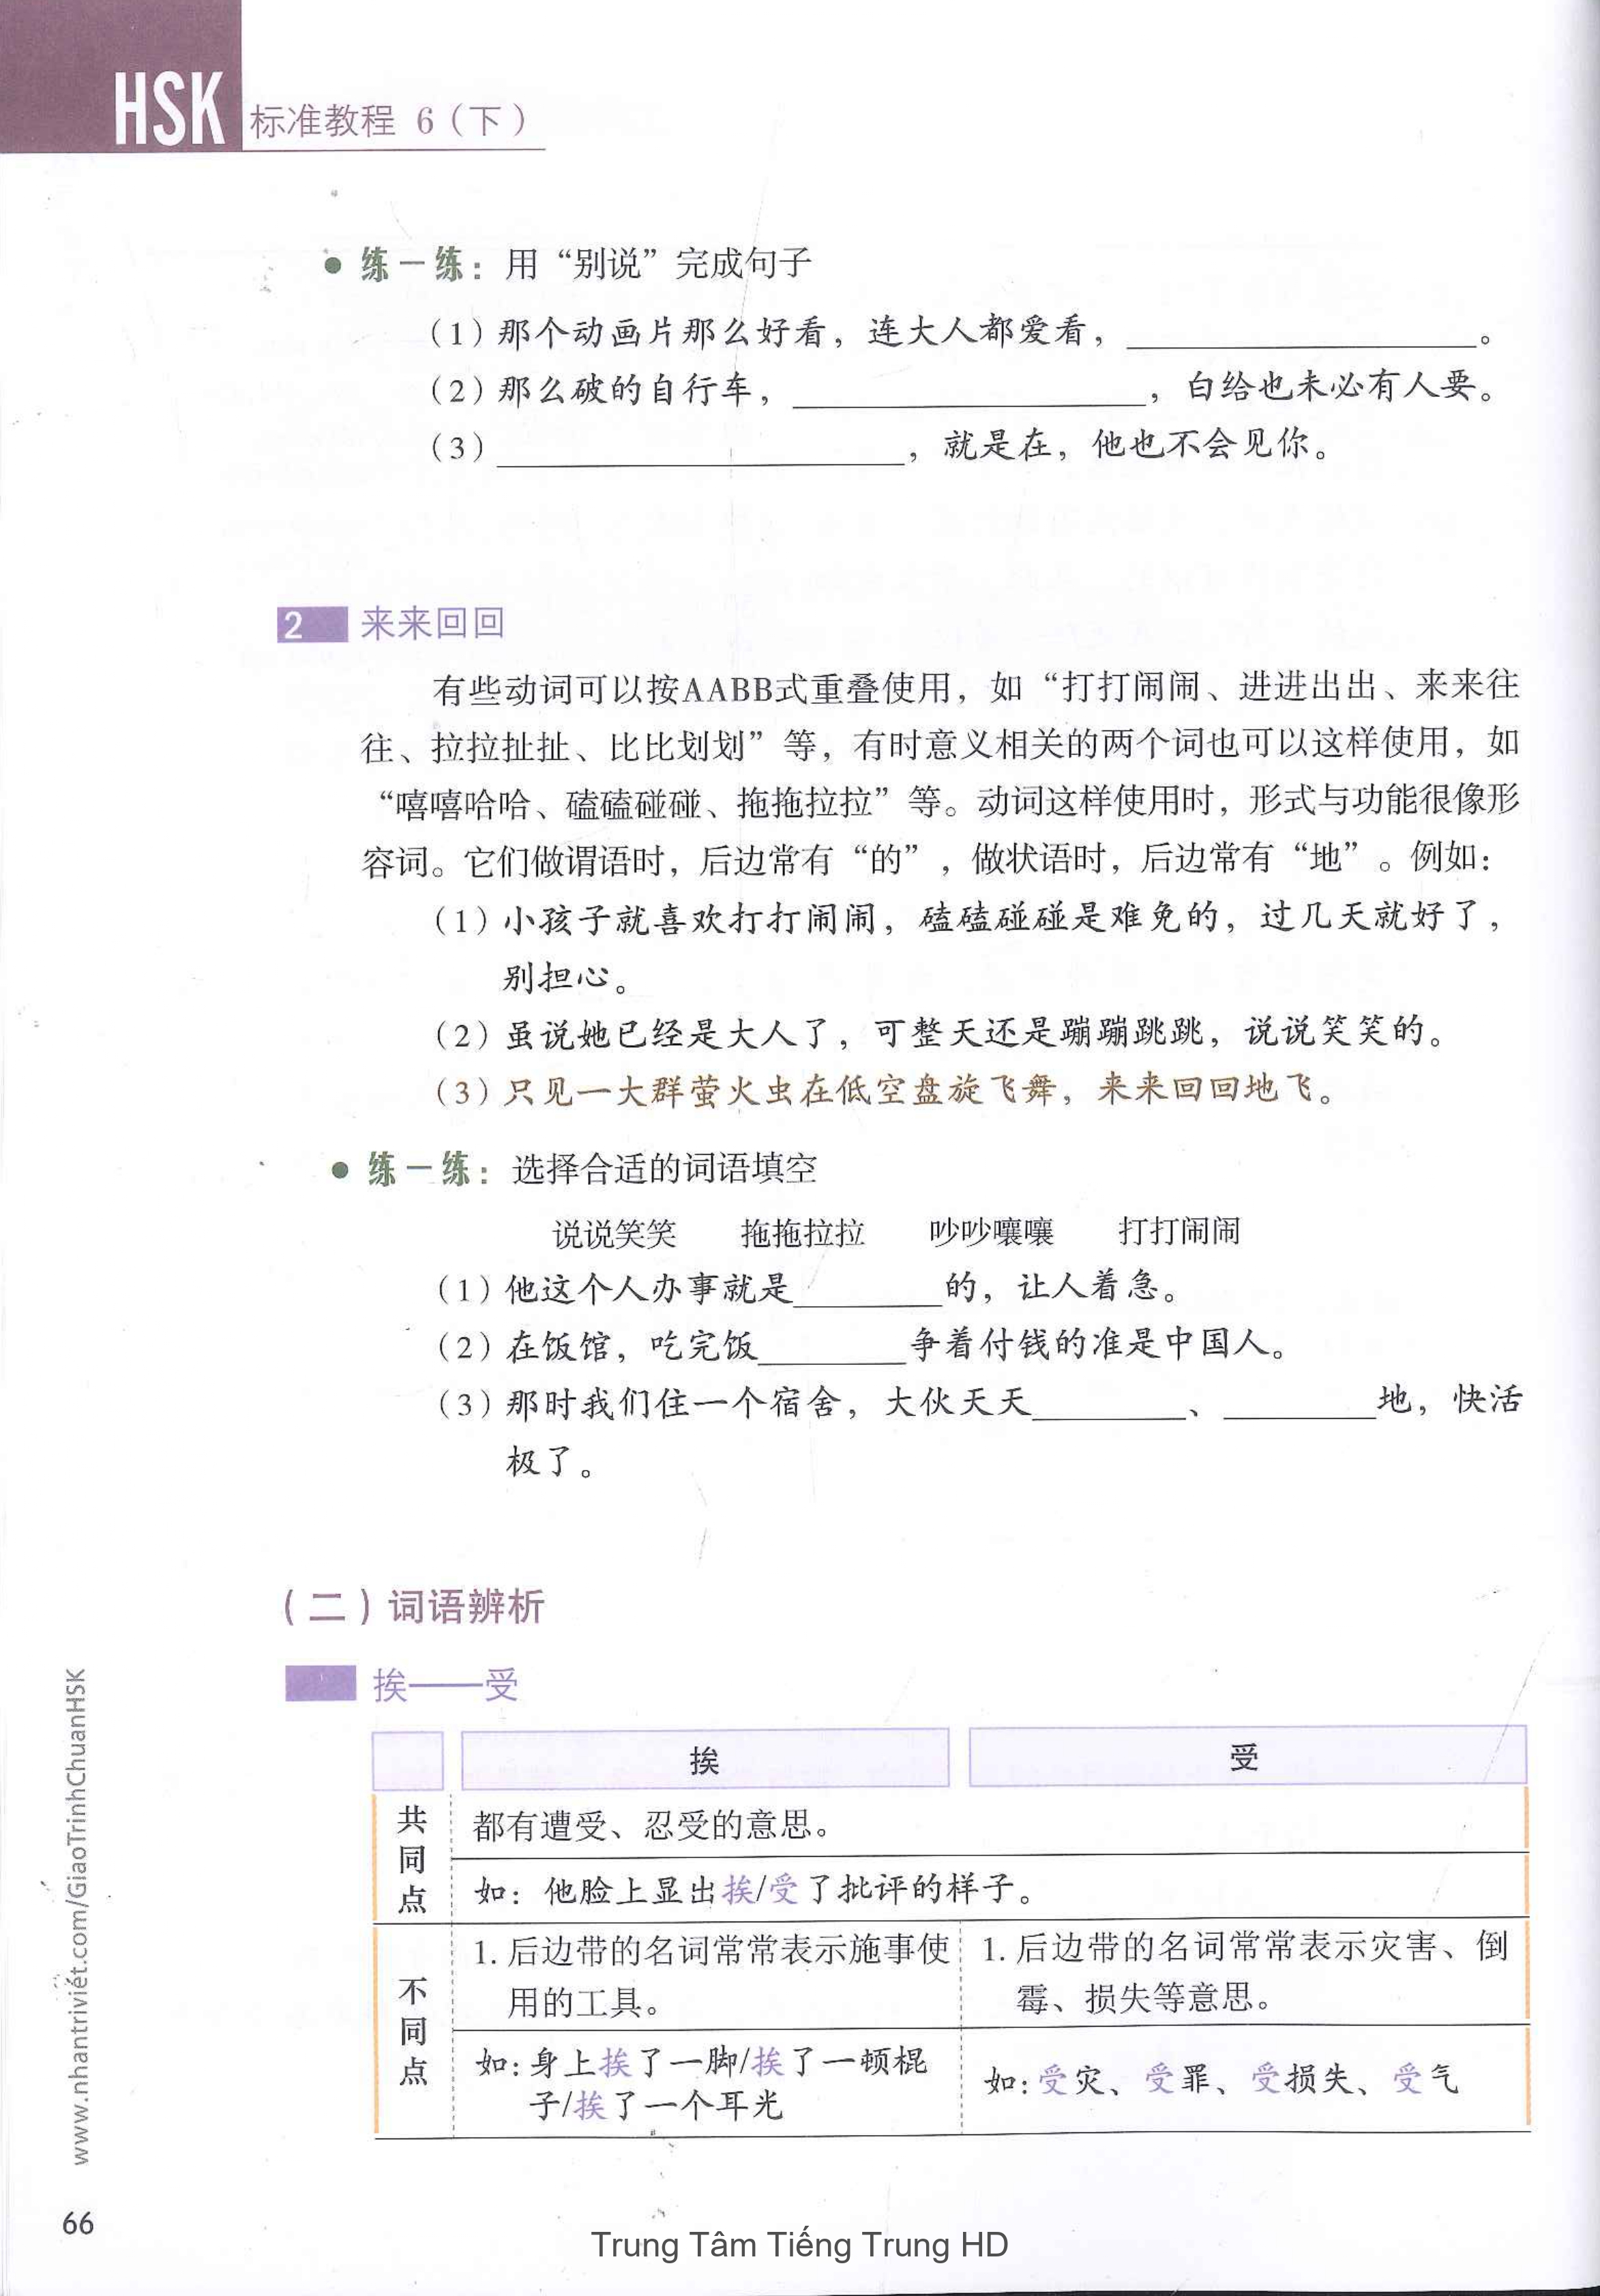 HSK 标准教程 6（下）
● 练一练：用“别说”完成句子
（1）那个动画片那么好看，连大人都爱看，____________。
（2）那么破的自行车，____________，白给也未必有人要。
（3）____________，就是在，他也不会见你。
2 来来回回
有些动词可以按AABB式重叠使用，如“打打闹闹、进进出出、来来往
往、拉拉扯扯、比比划划”等，有时意义相关的两个词也可以这样使用，如
“嘻嘻哈哈、磕磕碰碰、拖拖拉拉”等。动词这样使用时，形式与功能很像形
容词。它们做谓语时，后边常有“的”，做状语时，后边常有“地”。例如：
（1）小孩子就喜欢打打闹闹，磕磕碰碰是难免的，过几天就好了，
别担心。
（2）虽说她已经是大人了，可整天还是蹦蹦跳跳，说说笑笑的。
（3）只见一大群萤火虫在低空盘旋飞舞，来来回回地飞。
● 练一练：选择合适的词语填空
说说笑笑 拖拖拉拉 吵吵嚷嚷 打打闹闹
（1）他这个人办事就是______的，让人着急。
（2）在饭馆，吃完饭______争着付钱的准是中国人。
（3）那时我们住一个宿舍，大伙天天______、______地，快活
极了。
（二）词语辨析
挨——受
挨 受
共同点
都有遭受、忍受的意思。
如：他脸上显出挨/受了批评的样子。
不同点
1. 后边带的名词常常表示施事使
用的工具。
1. 后边带的名词常常表示灾害、倒
霉、损失等意思。
如：身上挨了一脚/挨了一顿棍
子/挨了一个耳光
如：受灾、受罪、受损失、受气
www.nhantriviet.com/GiaoTrinhChuanHSK
66
Trung Tâm Tiếng Trung HD